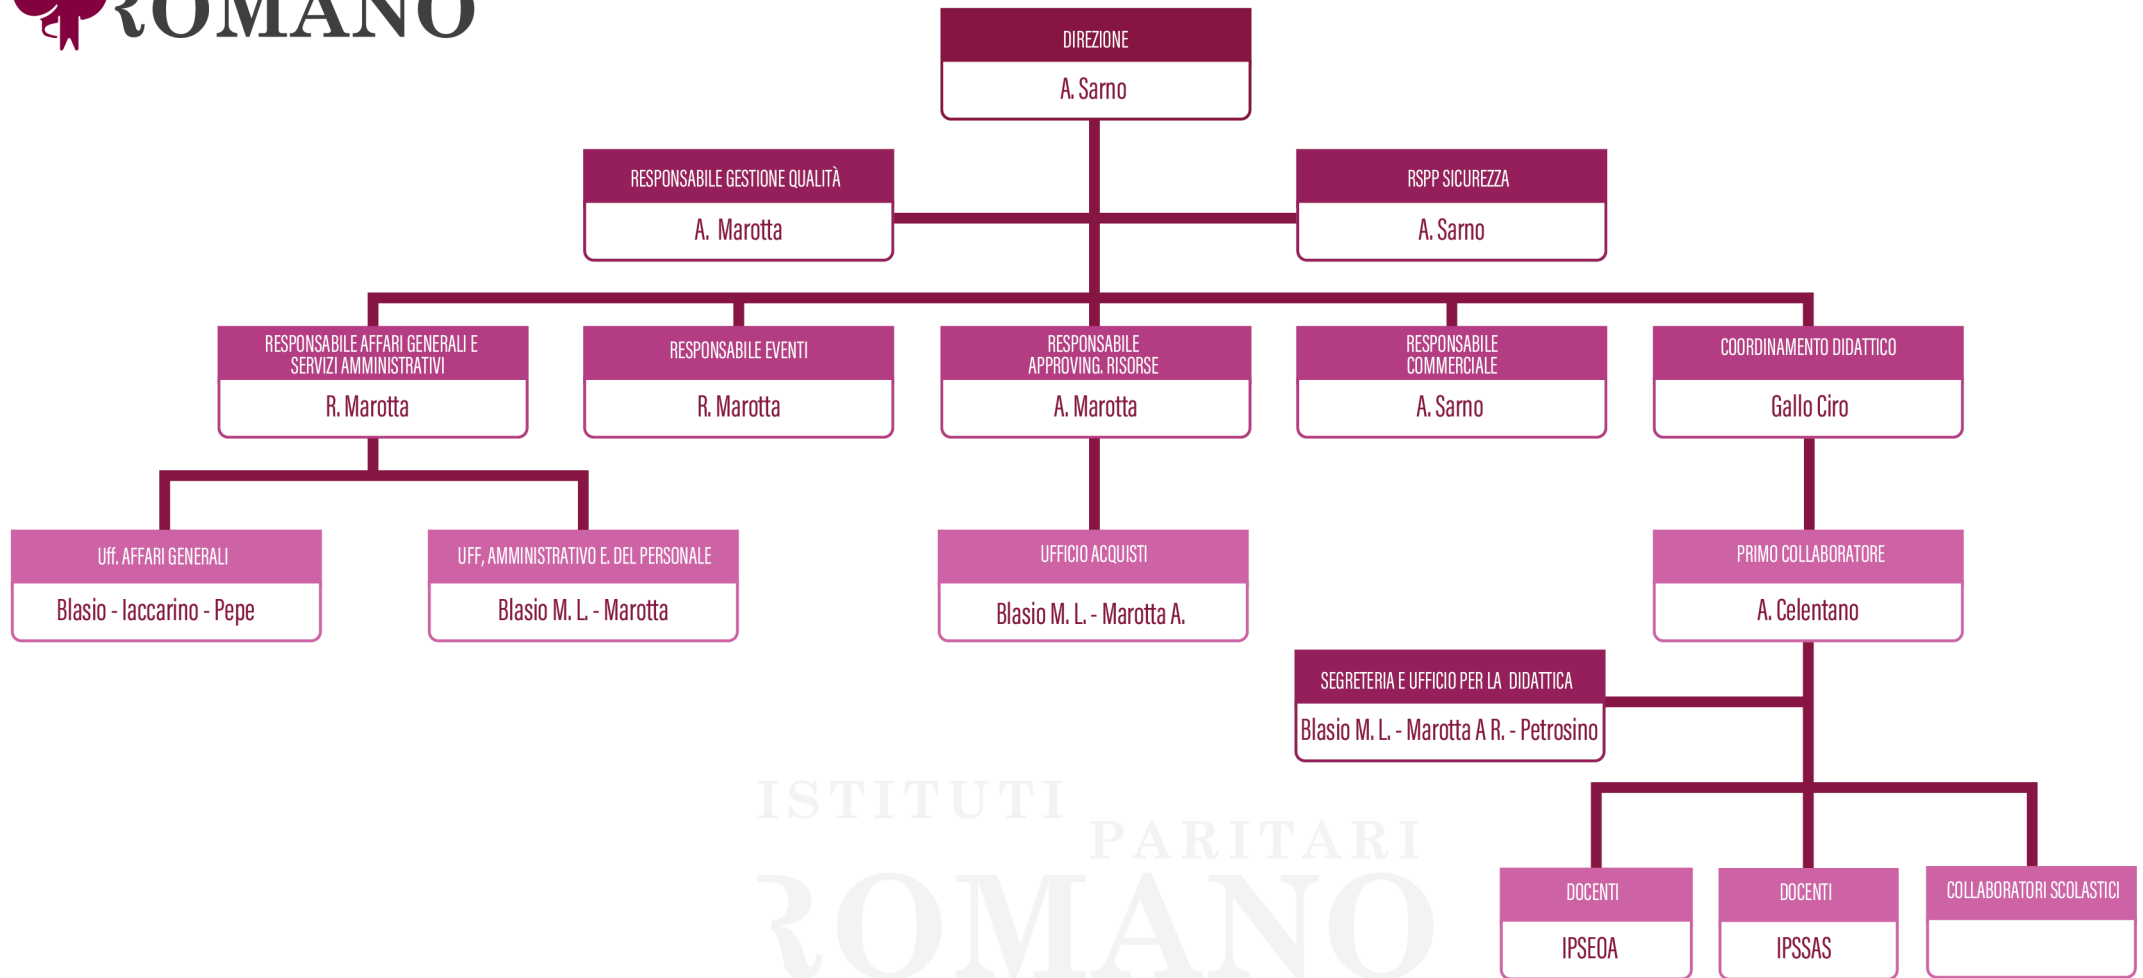 ROMANO
DIREZIONE
A. Sarno
RESPONSABILE GESTIONE QUALITÀ
A. Marotta
RSPP SICUREZZA
A. Sarno
RESPONSABILE AFFARI GENERALI E
SERVIZI AMMINISTRATIVI
R. Marotta
RESPONSABILE EVENTI
R. Marotta
RESPONSABILE
APPROVING. RISORSE
A. Marotta
RESPONSABILE
COMMERCIALE
A. Sarno
COORDINAMENTO DIDATTICO
Gallo Ciro
Uff. AFFARI GENERALI
Blasio - Iaccarino - Pepe
UFF, AMMINISTRATIVO E. DEL PERSONALE
Blasio M. L. - Marotta
UFFICIO ACQUISTI
Blasio M. L. - Marotta A.
PRIMO COLLABORATORE
A. Celentano
SEGRETERIA E UFFICIO PER LA DIDATTICA
Blasio M. L. - Marotta A R. - Petrosino
ISTITUTI
PARITARI
ROMANO
DOCENTI
IPSEOA
DOCENTI
IPSSAS
COLLABORATORI SCOLASTICI